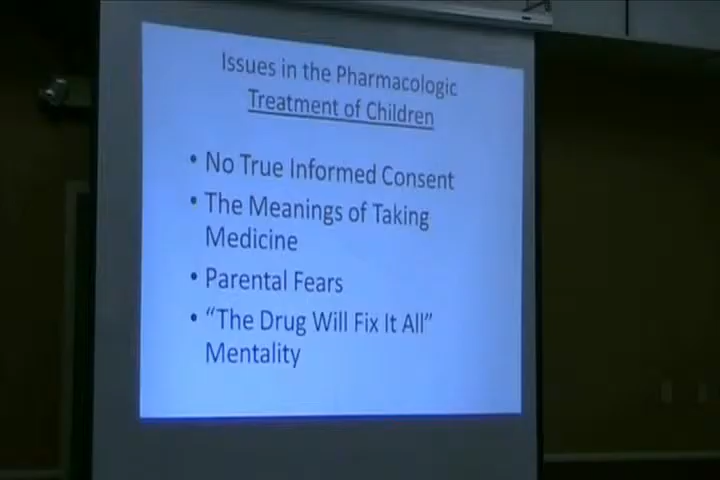 Issues in the Pharmacologic
Treatment of Children
• No True Informed Consent
• The Meanings of Taking
Medicine
• Parental Fears
• “The Drug Will Fix It All”
Mentality